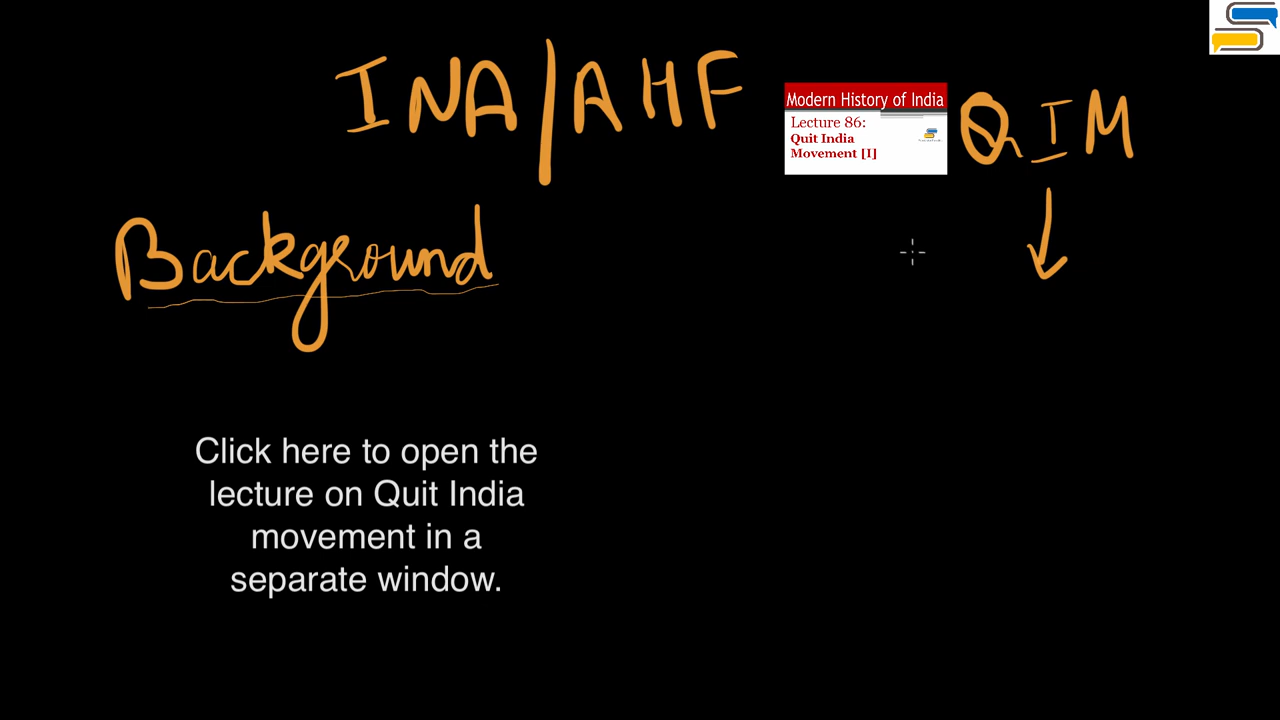 INA/AHF
Modern History of India
Lecture 86:
Quit India
Movement [I]
QIM
Background
Click here to open the
lecture on Quit India
movement in a
separate window.